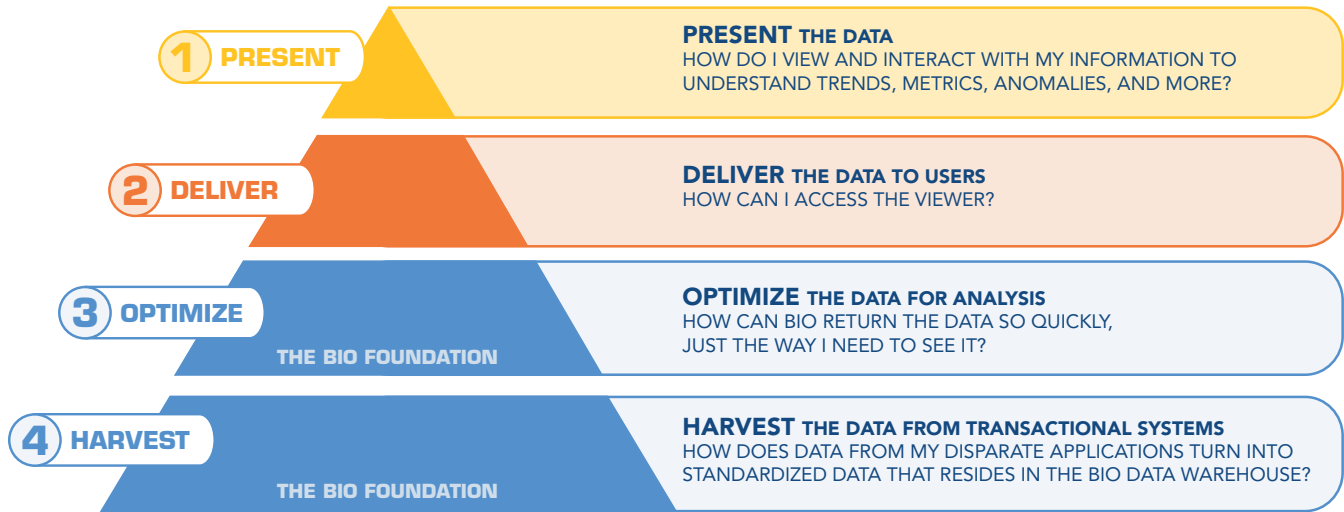 1 PRESENT
PRESENT THE DATA
HOW DO I VIEW AND INTERACT WITH MY INFORMATION TO
UNDERSTAND TRENDS, METRICS, ANOMALIES, AND MORE?
2 DELIVER
DELIVER THE DATA TO USERS
HOW CAN I ACCESS THE VIEWER?
3 OPTIMIZE
THE BIO FOUNDATION
OPTIMIZE THE DATA FOR ANALYSIS
HOW CAN BIO RETURN THE DATA SO QUICKLY,
JUST THE WAY I NEED TO SEE IT?
4 HARVEST
THE BIO FOUNDATION
HARVEST THE DATA FROM TRANSACTIONAL SYSTEMS
HOW DOES DATA FROM MY DISPARATE APPLICATIONS TURN INTO
STANDARDIZED DATA THAT RESIDES IN THE BIO DATA WAREHOUSE?